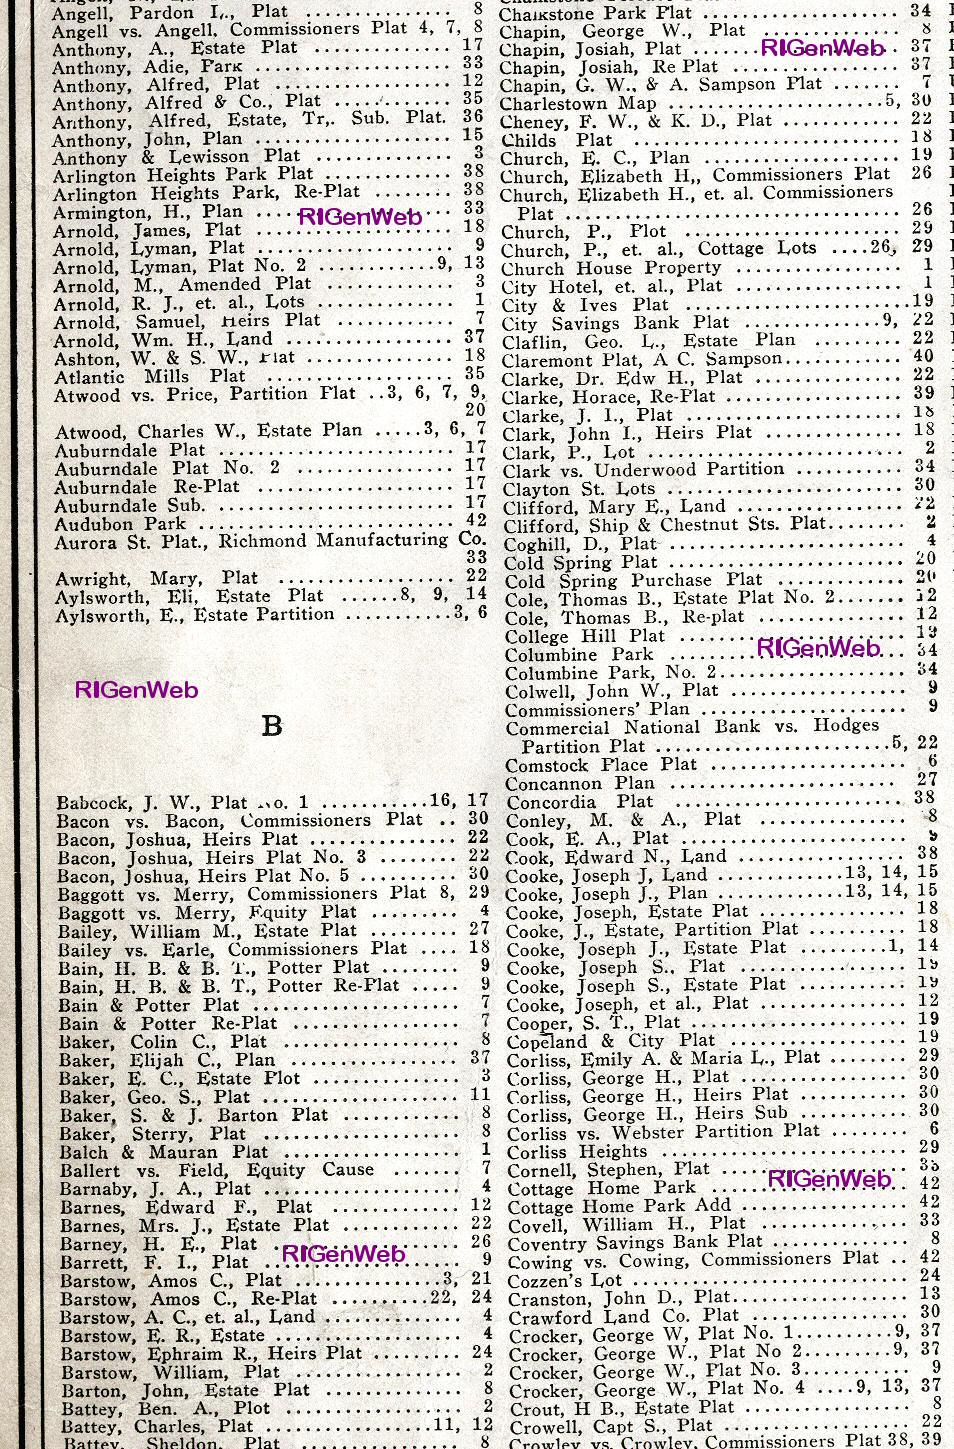 Angell, Pardon I., Plat 8
Angell vs. Angell, Commissioners Plat 4, 7, 8
Anthony, A., Estate Plat .............. 17
Anthony, Adie, Park .................. 33
Anthony, Alfred, Plat ................ 12
Anthony, Alfred & Co., Plat .......... 35
Anthony, Alfred, Estate, Tr,. Sub. Plat. 36
Anthony, John, Plan .................. 15
Anthony & Lewisson Plat .............. 3
Arlington Heights Park Plat .......... 38
Arlington Heights Park, Re-Plat ....... 38
Armington, H., Plan .... RIGenWeb ... 33
Arnold, James, Plat .................. 18
Arnold, Lyman, Plat .................. 9
Arnold, Lyman, Plat No. 2 ............9, 13
Arnold, M., Amended Plat ............. 3
Arnold, R. J., et. al., Lots ............ 1
Arnold, Samuel, Heirs Plat ........... 7
Arnold, Wm. H., Land ................ 37
Ashton, W. & S. W., Plat ............. 18
Atlantic Mills Plat ................... 35
Atwood vs. Price, Partition Plat ..3, 6, 7, 9,
20
Atwood, Charles W., Estate Plan .....3, 6, 7
Auburndale Plat ..................... 17
Auburndale Plat No. 2 ............... 17
Auburndale Re-Plat .................. 17
Auburndale Sub. ..................... 17
Audubon Park ....................... 42
Aurora St. Plat., Richmond Manufacturing Co.
33
Awright, Mary, Plat ................. 22
Aylsworth, Eli, Estate Plat ......8, 9, 14
Aylsworth, E., Estate Partition ...........3, 6
RIGenWeb
B
Babcock, J. W., Plat No. 1 ...........16, 17
Bacon vs. Bacon, Commissioners Plat .. 30
Bacon, Joshua, Heirs Plat ............ 22
Bacon, Joshua, Heirs Plat No. 3 ........ 22
Bacon, Joshua, Heirs Plat No. 5 .......... 30
Baggott vs. Merry, Commissioners Plat 8, 29
Baggott vs. Merry, Equity Plat ......... 4
Bailey, William M., Estate Plat ........ 27
Bailey vs. Earle, Commissioners Plat .... 18
Bain, H. B. & B. T., Potter Plat ........ 9
Bain, H. B. & B. T., Potter Re-Plat ..... 9
Bain & Potter Plat .................... 7
Bain & Potter Re-Plat ................ 7
Baker, Colin C., Plat ................. 8
Baker, Elijah C., Plan ................ 37
Baker, E. C., Estate Plot .............. 3
Baker, Geo. S., Plat .................. 11
Baker, S. & J. Barton Plat ............ 8
Baker, Sterry, Plat ................... 8
Balch & Mauran Plat ................. 1
Ballert vs. Field, Equity Cause ....... 7
Barnaby, J. A., Plat .................. 4
Barnes, Edward F., Plat .............. 12
Barnes, Mrs. J., Estate Plat ........... 22
Barney, H. E., Plat .................. 26
Barrett, F. I., Plat ..RIGenWeb...... 9
Barstow, Amos C., Plat ..............3, 21
Barstow, Amos C., Re-Plat ..........22, 24
Barstow, A. C., et. al., Land ........... 4
Barstow, E. R., Estate ................ 4
Barstow, Ephraim R., Heirs Plat ........ 24
Barstow, William, Plat ................ 2
Barton, John, Estate Plat .............. 8
Battey, Ben. A., Plot ................. 2
Battey, Charles, Plat ...............11, 12
Battey, Sheldon, Plat 8
Chalkstone Park Plat ................. 34
Chapin, George W., Plat .............. 8
Chapin, Josiah, Plat .......RIGenWeb.. 37
Chapin, Josiah, Re Plat ............... 37
Chapin, G. W., & A. Sampson Plat ...... 7
Charlestown Map ...................5, 30
Cheney, F. W., & K. D., Plat .......... 22
Childs Plat ......................... 18
Church, E. C., Plan .................. 19
Church, Elizabeth H,, Commissioners Plat 26
Church, Elizabeth H., et. al. Commissioners
Plat .............................. 26
Church, P., Plot ..................... 29
Church, P., et. al., Cottage Lots ....26, 29
Church House Property ............... 1
City Hotel, et. al., Plat ............... 1
City & Ives Plat .....................19
City Savings Bank Plat ............9, 22
Claflin, Geo. L., Estate Plan ........ 22
Claremont Plat, A C. Sampson........... 40
Clarke, Dr. Edw H., Plat .............. 22
Clarke, Horace, Re-Plat ............... 39
Clarke, J. I., Plat .................... 18
Clark, John I., Heirs Plat ............. 18
Clark, P., Lot ....................... 2
Clark vs. Underwood Partition ......... 34
Clayton St. Lots ..................... 30
Clifford, Mary E., Land ............... 22
Clifford, Ship & Chestnut Sts. Plat....... 2
Coghill, D., Plat ..................... 4
Cold Spring Plat ..................... 20
Cold Spring Purchase Plat ............ 20
Cole, Thomas B., Estate Plat No. 2....... 12
Cole, Thomas B., Re-plat .............. 12
College Hill Plat ..................... 19
Columbine Park ........RIGenWeb... 34
Columbine Park, No. 2................ 34
Colwell, John W., Plat ............... 9
Commissioners' Plan .................. 9
Commercial National Bank vs. Hodges
Partition Plat .....................5, 22
Comstock Place Plat ................. 6
Concannon Plan ..................... 27
Concordia Plat ..................... 38
Conley, M. & A., Plat .............. 8
Cook, E. A., Plat ....................
Cook, Edward N., Land ............... 38
Cooke, Joseph J, Land ............13, 14, 15
Cooke, Joseph J., Plan ............13, 14, 15
Cooke, Joseph, Estate Plat ............ 18
Cooke, J., Estate, Partition Plat ........ 18
Cooke, Joseph J., Estate Plat .........1, 14
Cooke, Joseph S., Plat ................ 19
Cooke, Joseph S., Estate Plat .......... 19
Cooke, Joseph, et al., Plat ............. 12
Cooper, S. T., Plat ................... 19
Copeland & City Plat ................ 19
Corliss, Emily A. & Maria L., Plat ...... 29
Corliss, George H., Plat ............... 30
Corliss, George H., Heirs Plat ......... 30
Corliss, George H., Heirs Sub .......... 30
Corliss vs. Webster Partition Plat ....... 6
Corliss Heights ...................... 29
Cornell, Stephen, Plat
Cottage Home Park .....RIGenWeb.. 42
Cottage Home Park Add .............. 42
Covell, William H., Plat .............. 33
Coventry Savings Bank Plat ............ 8
Cowing vs. Cowing, Commissioners Plat .. 42
Cozzen's Lot ........................ 24
Cranston, John D., Plat................ 13
Crawford Land Co. Plat .............. 30
Crocker, George W, Plat No. 1..........9, 37
Crocker, George W., Plat No 2..........9, 37
Crocker, George W., Plat No. 3.......... 9
Crocker, George W., Plat No. 4 ....9, 13, 37
Crout, H B., Estate Plat ............... 8
Crowell, Capt S., Plat ................ 22
Crowley vs. Crowley, Commissioners Plat 38, 39